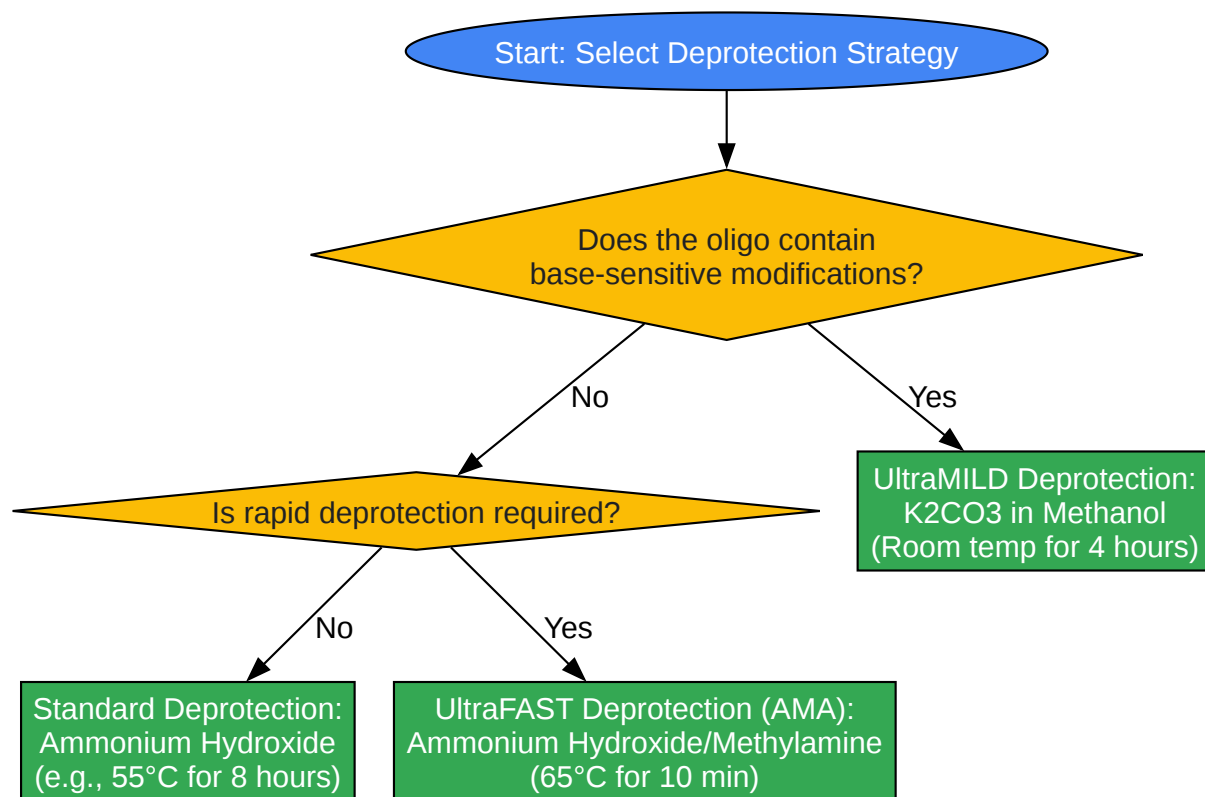 Start: Select Deprotection Strategy
Does the oligo contain
base-sensitive modifications?
No
Yes
UltraMILD Deprotection:
K2CO3 in Methanol
(Room temp for 4 hours)
Is rapid deprotection required?
No
Yes
Standard Deprotection:
Ammonium Hydroxide
(e.g., 55°C for 8 hours)
UltraFAST Deprotection (AMA):
Ammonium Hydroxide/Methylamine
(65°C for 10 min)